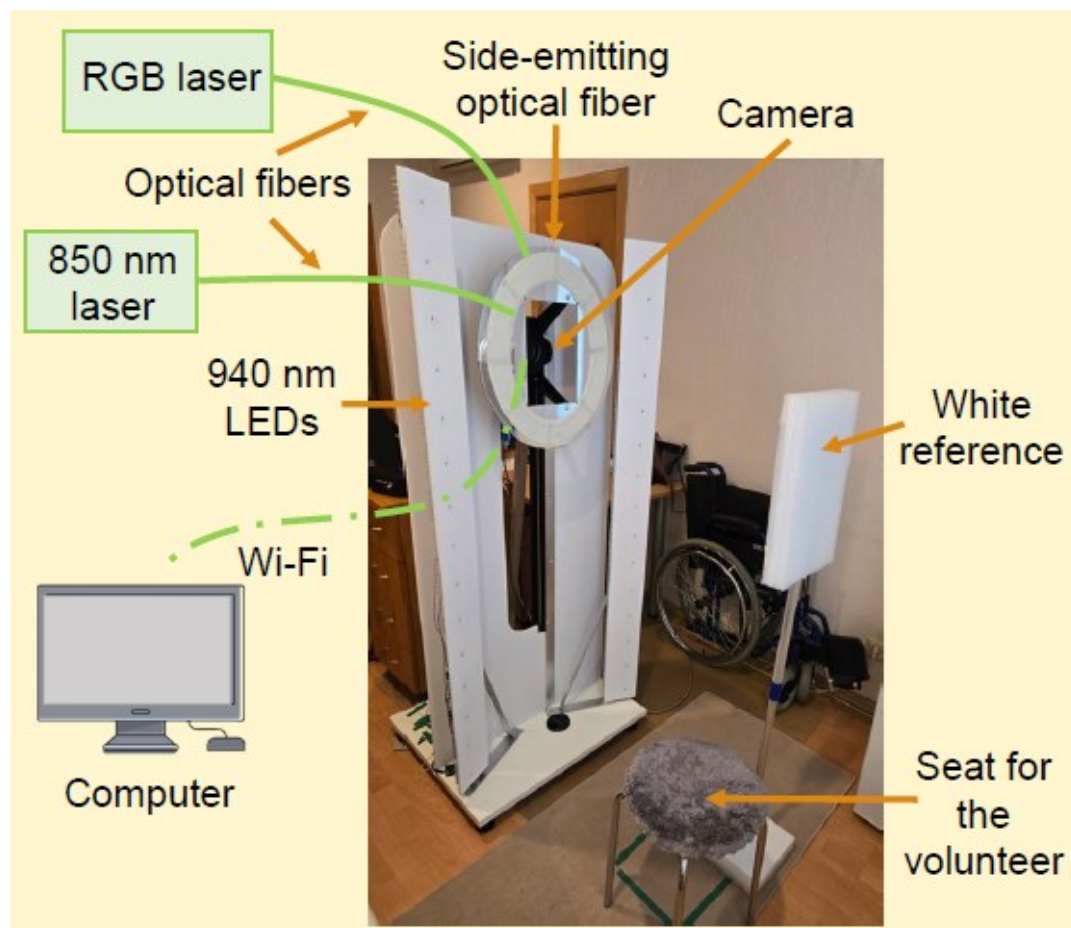 RGB laser
Side-emitting
optical fiber
Camera
Optical fibers
850 nm
laser
940 nm
LEDs
White
reference
Wi-Fi
Computer
Seat for
the
volunteer